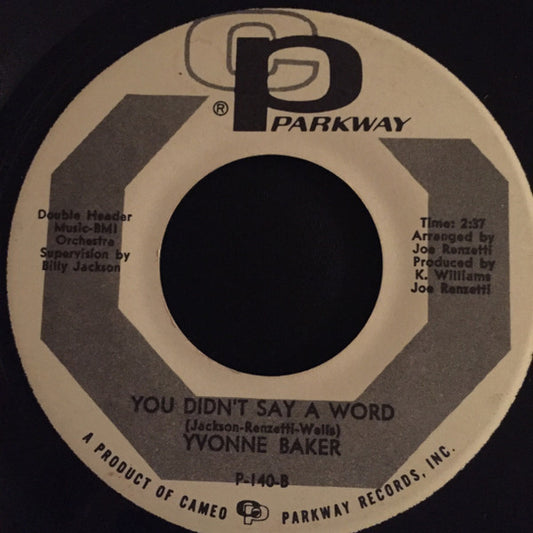 CP
® PARKWAY
Double Header
Music-BMI
Orchestra
Supervision by
Billy Jackson
Time: 2:37
Arranged by
Joe Renzetti
Produced by
K. Williams
Joe Renzetti
YOU DIDN'T SAY A WORD
(Jackson-Renzetti-Wells)
YVONNE BAKER
P-140-B
A PRODUCT OF CAMEO CP PARKWAY RECORDS, INC.